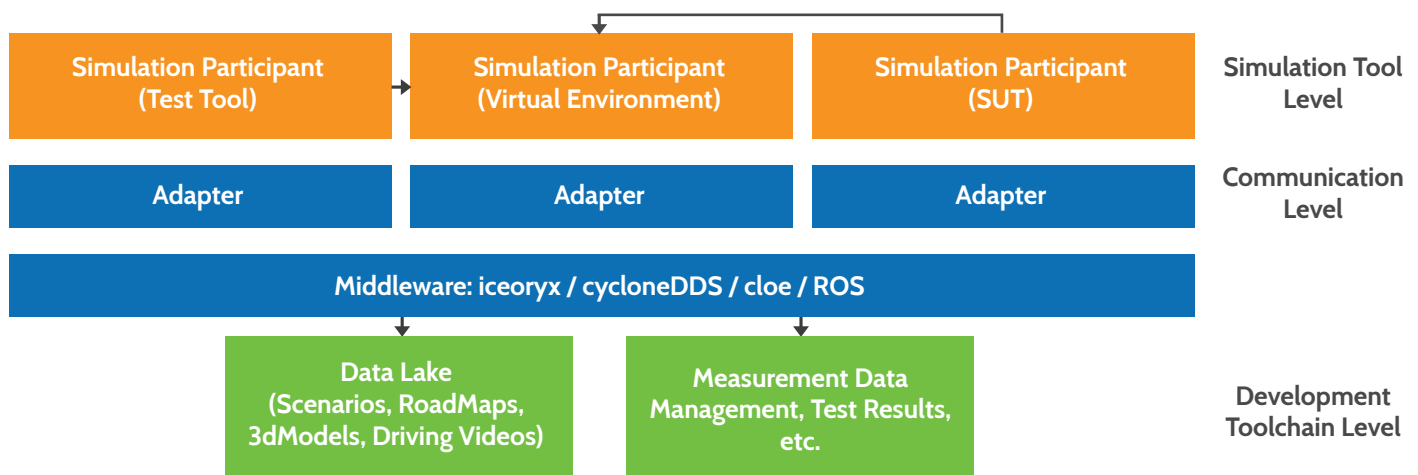 Simulation Participant
(Test Tool)
Simulation Participant
(Virtual Environment)
Simulation Participant
(SUT)
Simulation Tool
Level
Adapter
Adapter
Adapter
Communication
Level
Middleware: iceoryx / cycloneDDS / cloe / ROS
Data Lake
(Scenarios, RoadMaps,
3dModels, Driving Videos)
Measurement Data
Management, Test Results,
etc.
Development
Toolchain Level